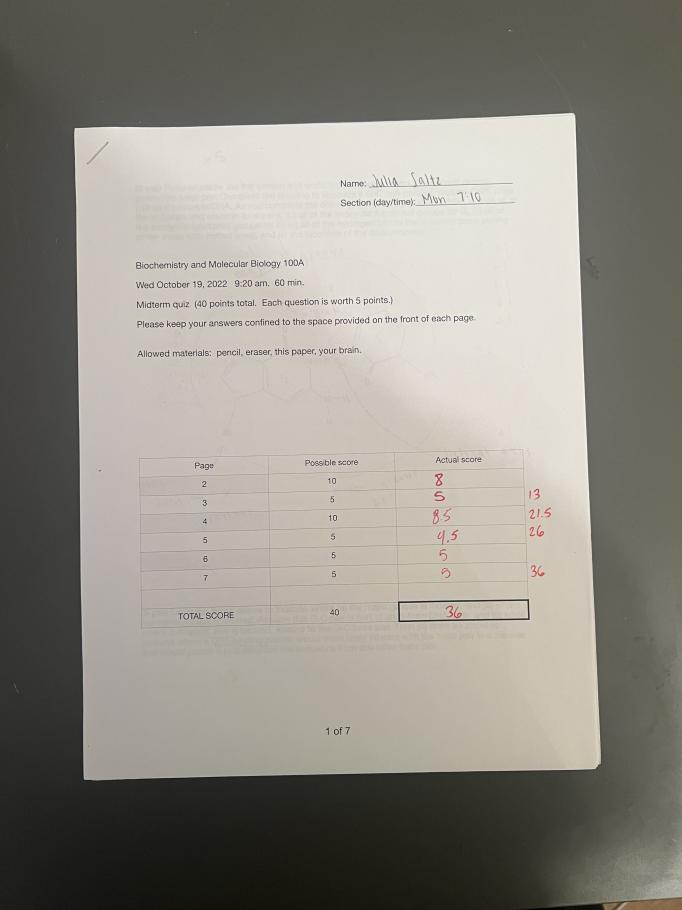 Name: Julia Saltz
Section (day/time): Mon 7:10
Biochemistry and Molecular Biology 100A
Wed October 19, 2022 9:20 am. 60 min.
Midterm quiz (40 points total. Each question is worth 5 points.)
Please keep your answers confined to the space provided on the front of each page.
Allowed materials: pencil, eraser, this paper, your brain.
Page Possible score Actual score
2 10 8
3 5 5 13
4 10 8.5 21.5
5 5 4.5 26
6 5 5
7 5 5 36
TOTAL SCORE 40 36
1 of 7